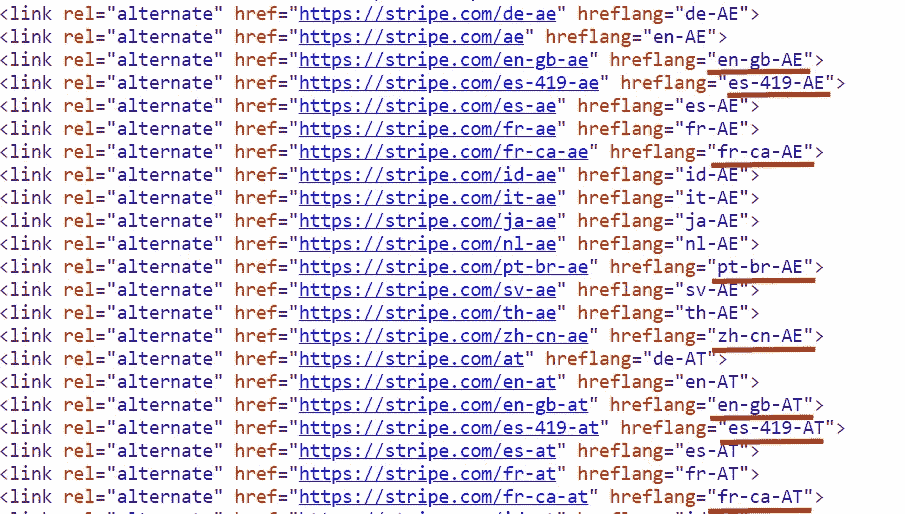 <link rel="alternate" href="https://stripe.com/de-ae" hreflang="de-AE">
<link rel="alternate" href="https://stripe.com/ae" hreflang="en-AE">
<link rel="alternate" href="https://stripe.com/en-gb-ae" hreflang="en-gb-AE">
<link rel="alternate" href="https://stripe.com/es-419-ae" hreflang="es-419-AE">
<link rel="alternate" href="https://stripe.com/es-ae" hreflang="es-AE">
<link rel="alternate" href="https://stripe.com/fr-ae" hreflang="fr-AE">
<link rel="alternate" href="https://stripe.com/fr-ca-ae" hreflang="fr-ca-AE">
<link rel="alternate" href="https://stripe.com/id-ae" hreflang="id-AE">
<link rel="alternate" href="https://stripe.com/it-ae" hreflang="it-AE">
<link rel="alternate" href="https://stripe.com/ja-ae" hreflang="ja-AE">
<link rel="alternate" href="https://stripe.com/nl-ae" hreflang="nl-AE">
<link rel="alternate" href="https://stripe.com/pt-br-ae" hreflang="pt-br-AE">
<link rel="alternate" href="https://stripe.com/sv-ae" hreflang="sv-AE">
<link rel="alternate" href="https://stripe.com/th-ae" hreflang="th-AE">
<link rel="alternate" href="https://stripe.com/zh-cn-ae" hreflang="zh-cn-AE">
<link rel="alternate" href="https://stripe.com/at" hreflang="de-AT">
<link rel="alternate" href="https://stripe.com/en-at" hreflang="en-AT">
<link rel="alternate" href="https://stripe.com/en-gb-at" hreflang="en-gb-AT">
<link rel="alternate" href="https://stripe.com/es-419-at" hreflang="es-419-AT">
<link rel="alternate" href="https://stripe.com/es-at" hreflang="es-AT">
<link rel="alternate" href="https://stripe.com/fr-at" hreflang="fr-AT">
<link rel="alternate" href="https://stripe.com/fr-ca-at" hreflang="fr-ca-AT">